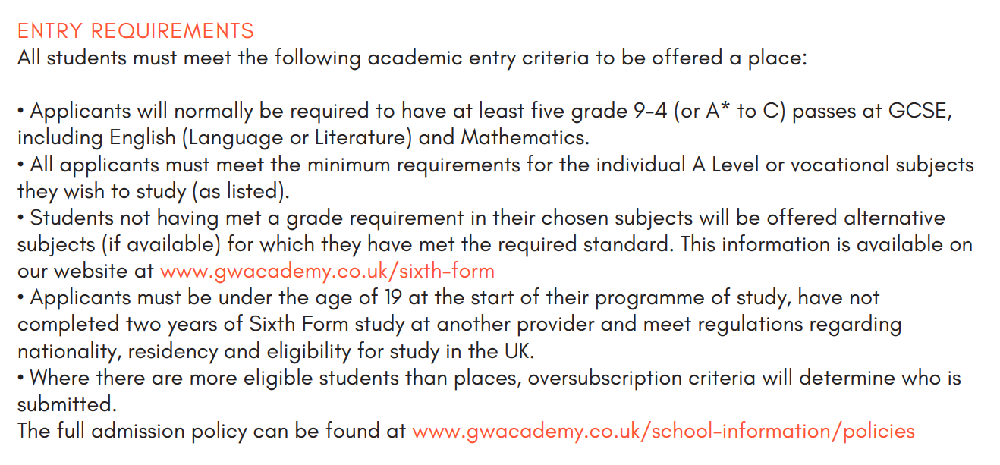 ENTRY REQUIREMENTS
All students must meet the following academic entry criteria to be offered a place:
• Applicants will normally be required to have at least five grade 9-4 (or A* to C) passes at GCSE,
including English (Language or Literature) and Mathematics.
• All applicants must meet the minimum requirements for the individual A Level or vocational subjects
they wish to study (as listed).
• Students not having met a grade requirement in their chosen subjects will be offered alternative
subjects (if available) for which they have met the required standard. This information is available on
our website at www.gwacademy.co.uk/sixth-form
• Applicants must be under the age of 19 at the start of their programme of study, have not
completed two years of Sixth Form study at another provider and meet regulations regarding
nationality, residency and eligibility for study in the UK.
• Where there are more eligible students than places, oversubscription criteria will determine who is
submitted.
The full admission policy can be found at www.gwacademy.co.uk/school-information/policies